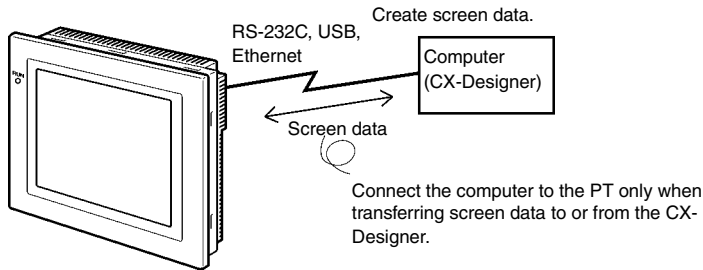 Create screen data.
RS-232C, USB,
Ethernet
Computer
(CX-Designer)
RUN
Screen data
Connect the computer to the PT only when
transferring screen data to or from the CX-
Designer.